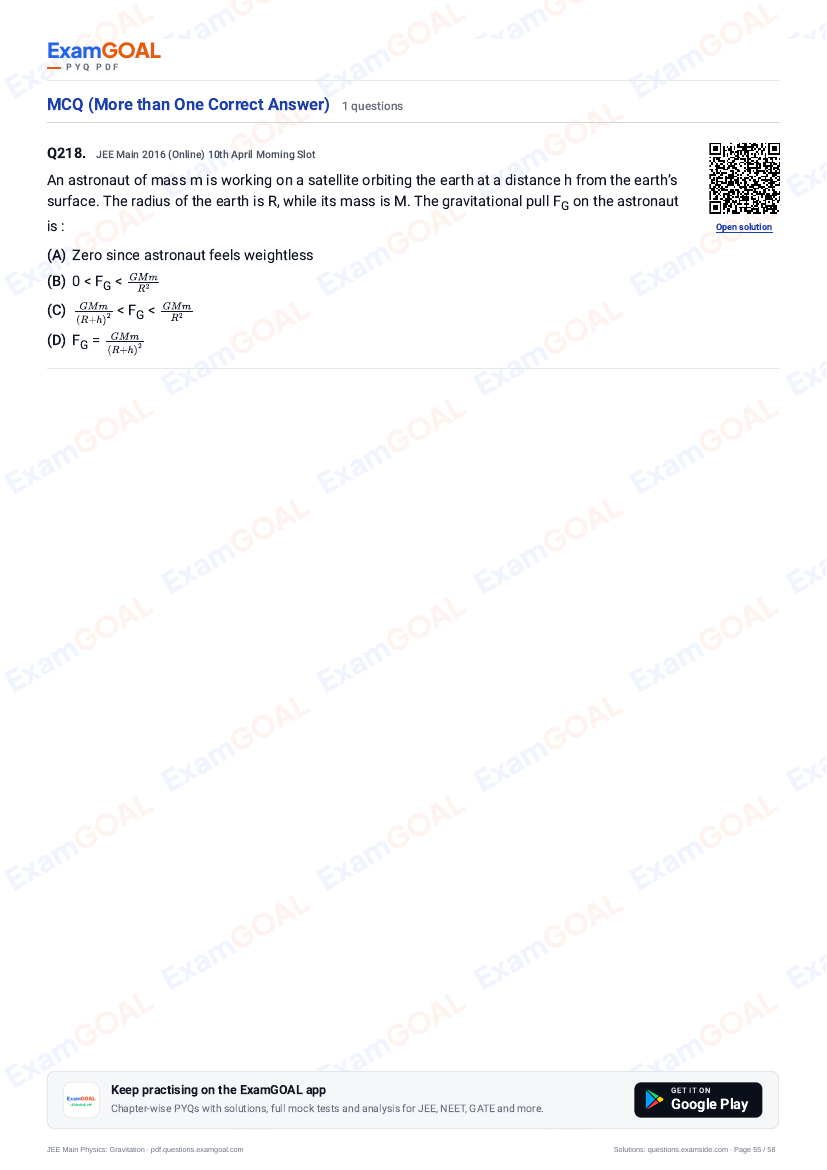 ExamGOAL
PYQ PDF
MCQ (More than One Correct Answer) 1 questions
Q218. JEE Main 2016 (Online) 10th April Morning Slot
An astronaut of mass m is working on a satellite orbiting the earth at a distance h from the earth's
surface. The radius of the earth is R, while its mass is M. The gravitational pull F_G on the astronaut
is :
Open solution
(A) Zero since astronaut feels weightless
(B) 0 < F_G < \frac{GMm}{R^2}
(C) \frac{GMm}{(R+h)^2} < F_G < \frac{GMm}{R^2}
(D) F_G = \frac{GMm}{(R+h)^2}
Keep practising on the ExamGOAL app
Chapter-wise PYQs with solutions, full mock tests and analysis for JEE, NEET, GATE and more.
GET IT ON
Google Play
JEE Main Physics: Gravitation · pdf.questions.examgoal.com
Solutions: questions.examside.com · Page 55 / 58